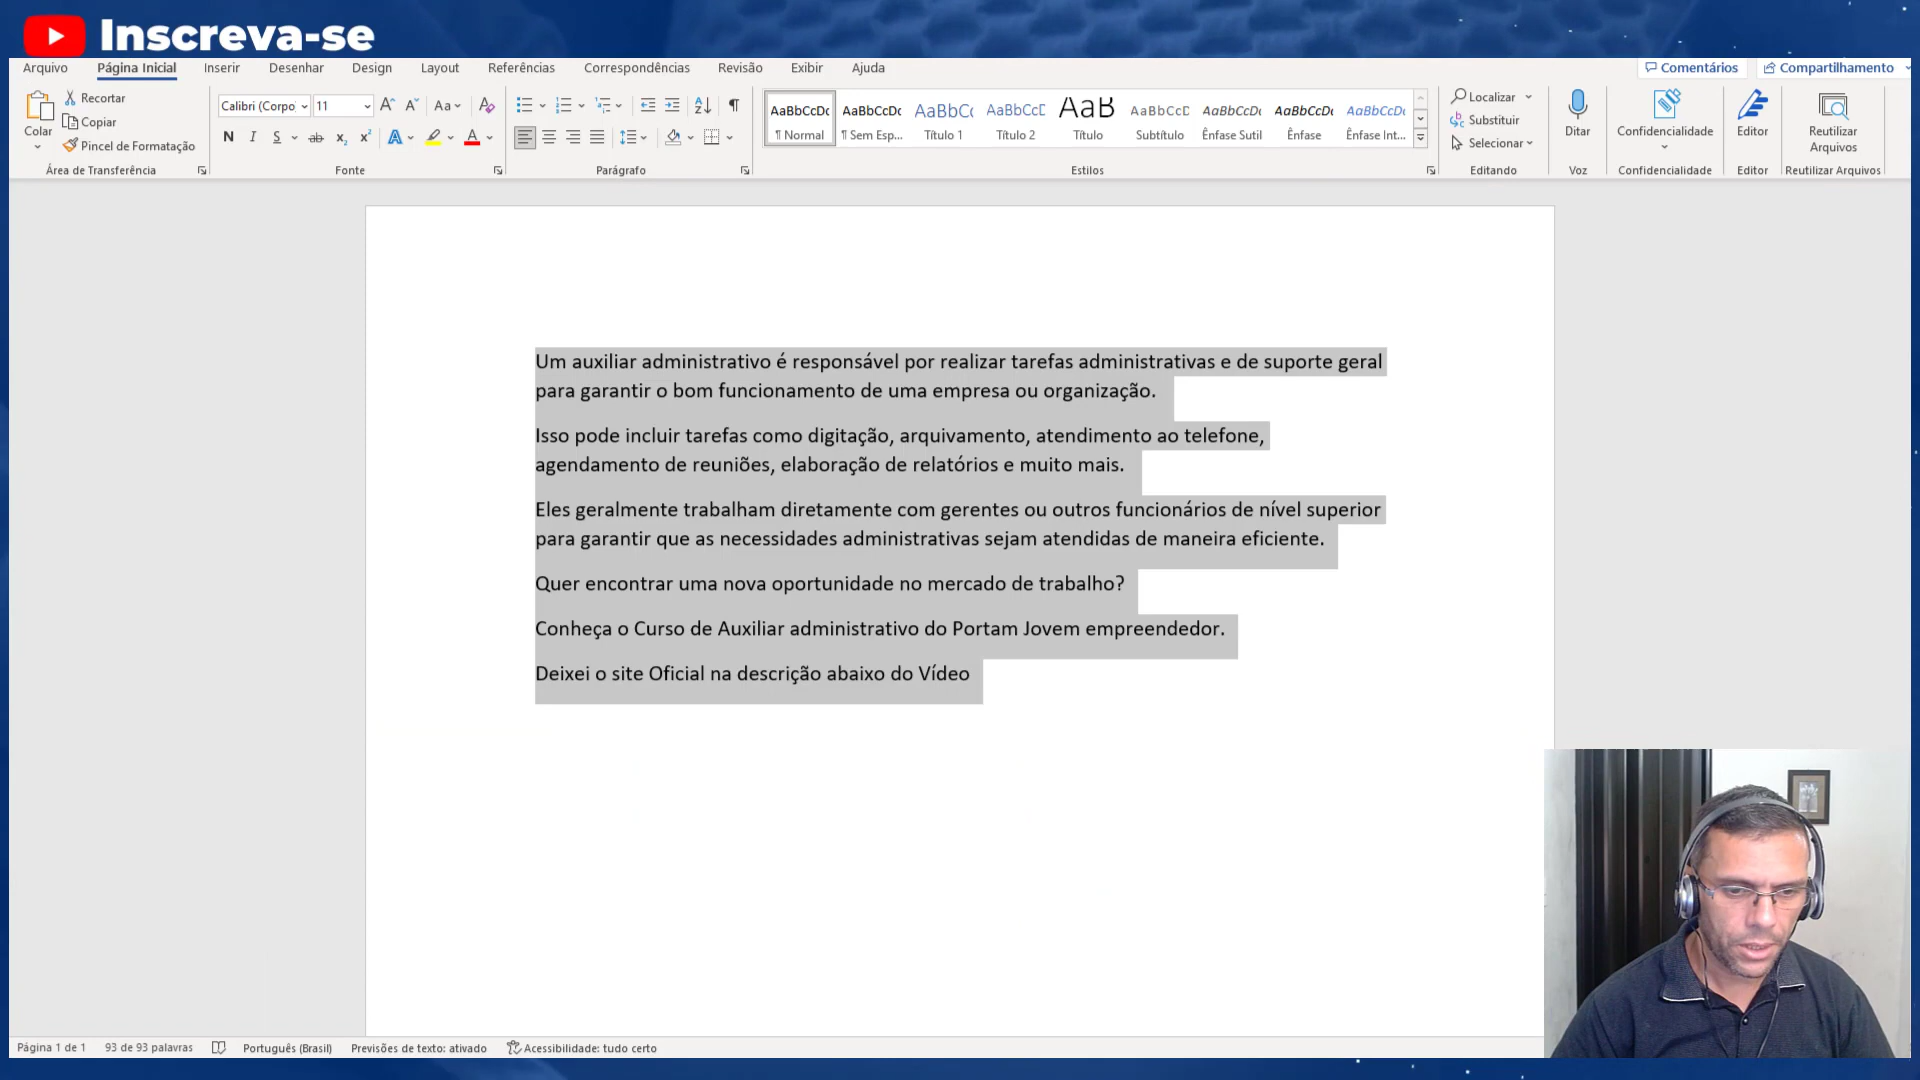 Inscreva-se
Arquivo Página Inicial Inserir Desenhar Design Layout Referências Correspondências Revisão Exibir Ajuda Comentários Compartilhamento
Colar
Recortar
Copiar
Pincel de Formatação
Área de Transferência
Calibri (Corpo 11
Aa
N I S ab x₂ x² A A
Fonte
Parágrafo
AaBbCcDc AaBbCcDc AaBbCc AaBbCcD AaB AaBbCcD AaBbCcDc AaBbCcDc AaBbCcDc
¶ Normal ¶ Sem Esp... Título 1 Título 2 Título Subtítulo Ênfase Sutil Ênfase Ênfase Int...
Estilos
Localizar
Substituir
Selecionar
Editando
Ditar
Voz
Confidencialidade
Confidencialidade
Editor
Editor
Reutilizar
Arquivos
Reutilizar Arquivos
Um auxiliar administrativo é responsável por realizar tarefas administrativas e de suporte geral
para garantir o bom funcionamento de uma empresa ou organização.
Isso pode incluir tarefas como digitação, arquivamento, atendimento ao telefone,
agendamento de reuniões, elaboração de relatórios e muito mais.
Eles geralmente trabalham diretamente com gerentes ou outros funcionários de nível superior
para garantir que as necessidades administrativas sejam atendidas de maneira eficiente.
Quer encontrar uma nova oportunidade no mercado de trabalho?
Conheça o Curso de Auxiliar administrativo do Portam Jovem empreendedor.
Deixei o site Oficial na descrição abaixo do Vídeo
Página 1 de 1 93 de 93 palavras Português (Brasil) Previsões de texto: ativado Acessibilidade: tudo certo